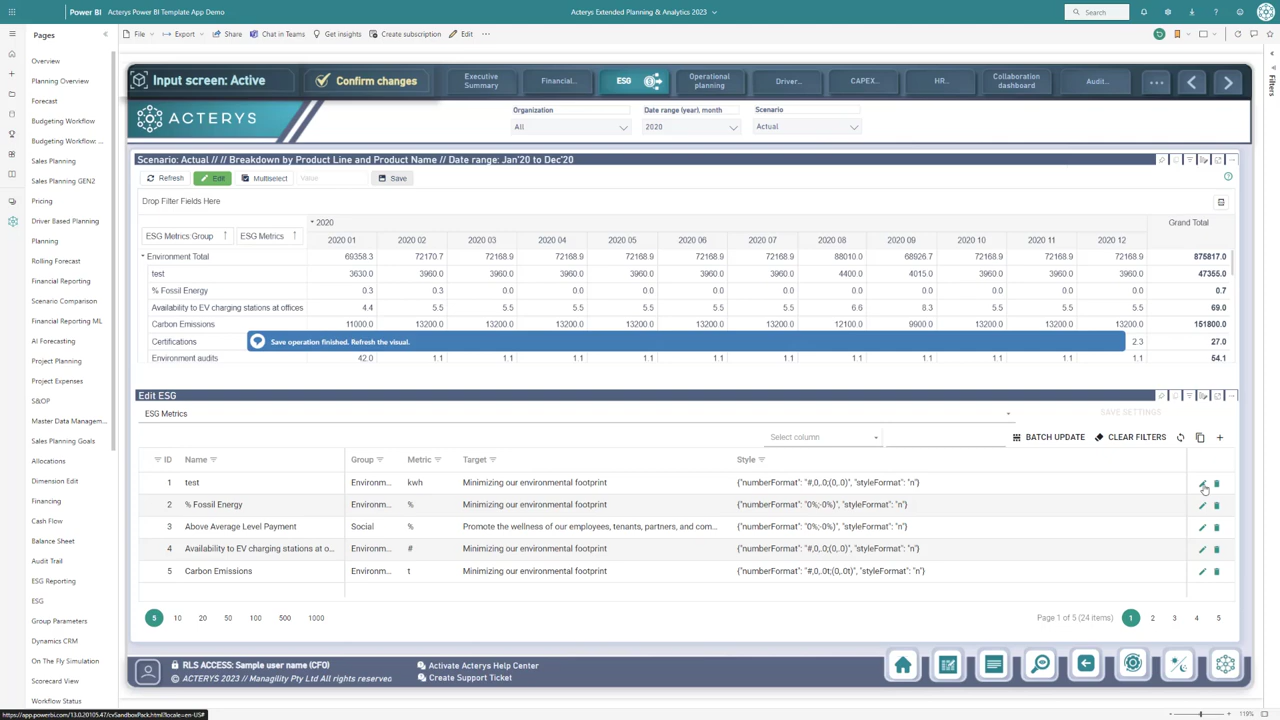 Power BI Acterys Power BI Template App Demo
Acterys Extended Planning & Analytics 2023
Search
Pages
File Export Share Chat in Teams Get insights Create subscription Edit
Overview
Planning Overview
Forecast
Budgeting Workflow
Budgeting Workflow: ...
Sales Planning
Sales Planning GEN2
Pricing
Driver Based Planning
Planning
Rolling Forecast
Financial Reporting
Scenario Comparison
Financial Reporting ML
AI Forecasting
Project Planning
Project Expenses
S&OP
Master Data Managem...
Sales Planning Goals
Allocations
Dimension Edit
Financing
Cash Flow
Balance Sheet
Audit Trail
ESG Reporting
ESG
Group Parameters
Dynamics CRM
On The Fly Simulation
Scorecard View
Workflow Status
Filters
Input screen: Active
Confirm changes
Executive Summary
Financial...
ESG
Operational planning
Driver...
CAPEX...
HR...
Collaboration dashboard
Audit...
ACTERYS
Organization
All
Date range (year), month
2020
Scenario
Actual
Scenario: Actual // // Breakdown by Product Line and Product Name // Date range: Jan'20 to Dec'20
Refresh Edit Multiselect Value Save
Drop Filter Fields Here
2020 Grand Total
ESG Metrics:Group ESG Metrics 2020 01 2020 02 2020 03 2020 04 2020 05 2020 06 2020 07 2020 08 2020 09 2020 10 2020 11 2020 12
Environment Total 69358.3 72170.7 72168.9 72168.9 72168.9 72168.9 72168.9 88010.0 68926.7 72168.9 72168.9 72168.9 875817.0
test 3630.0 3960.0 3960.0 3960.0 3960.0 3960.0 3960.0 4400.0 4015.0 3960.0 3960.0 3960.0 47355.0
% Fossil Energy 0.3 0.3 0.0 0.0 0.0 0.0 0.0 0.0 0.0 0.0 0.0 0.0 0.7
Availability to EV charging stations at offices 4.4 5.5 5.5 5.5 5.5 5.5 5.5 6.6 8.3 5.5 5.5 5.5 69.0
Carbon Emissions 11000.0 13200.0 13200.0 13200.0 13200.0 13200.0 13200.0 12100.0 9900.0 13200.0 13200.0 13200.0 151800.0
Certifications 2.3 27.0
Save operation finished. Refresh the visual.
Environment audits 42.0 1.1 1.1 1.1 1.1 1.1 1.1 1.1 1.1 1.1 1.1 1.1 54.1
Edit ESG
ESG Metrics
SAVE SETTINGS
Select column
BATCH UPDATE CLEAR FILTERS
ID Name Group Metric Target Style
1 test Environm... kwh Minimizing our environmental footprint {"numberFormat": "#,0,.0;(0,.0)", "styleFormat": "n"}
2 % Fossil Energy Environm... % Minimizing our environmental footprint {"numberFormat": "0%;-0%)", "styleFormat": "n"}
3 Above Average Level Payment Social % Promote the wellness of our employees, tenants, partners, and com... {"numberFormat": "0%;-0%)", "styleFormat": "n"}
4 Availability to EV charging stations at o... Environm... # Minimizing our environmental footprint {"numberFormat": "#,0,.0;(0,.0)", "styleFormat": "n"}
5 Carbon Emissions Environm... t Minimizing our environmental footprint {"numberFormat": "#,0,.0t;(0,.0t)", "styleFormat": "n"}
5 10 20 50 100 500 1000
Page 1 of 5 (24 items) 1 2 3 4 5
RLS ACCESS: Sample user name (CFO)
© ACTERYS 2023 // Managility Pty Ltd All rights reserved
Activate Acterys Help Center
Create Support Ticket
https://app.powerbi.com/13.0.20105.47/cvSandboxPack.html?locale=en-US#
119%